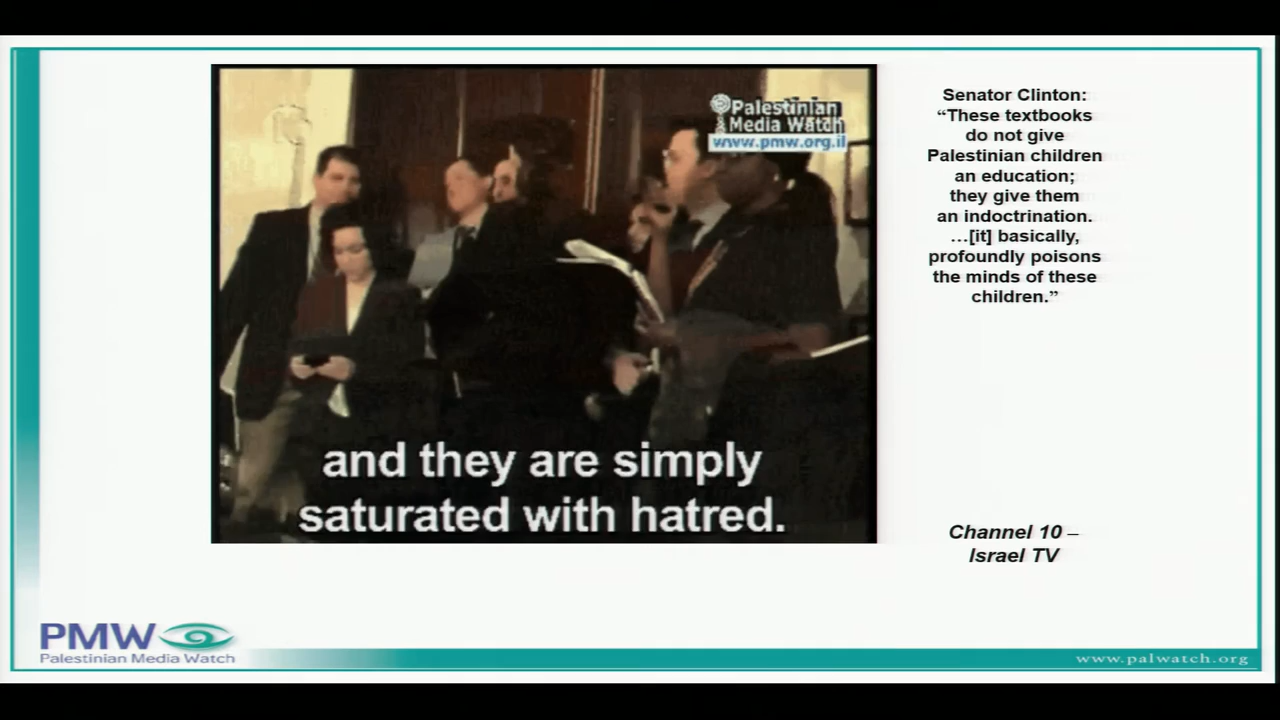 Palestinian
Media Watch
www.pmw.org.il
and they are simply
saturated with hatred.
Senator Clinton:
“These textbooks
do not give
Palestinian children
an education;
they give them
an indoctrination.
…[it] basically,
profoundly poisons
the minds of these
children.”
Channel 10 –
Israel TV
PMW
Palestinian Media Watch
www.palwatch.org